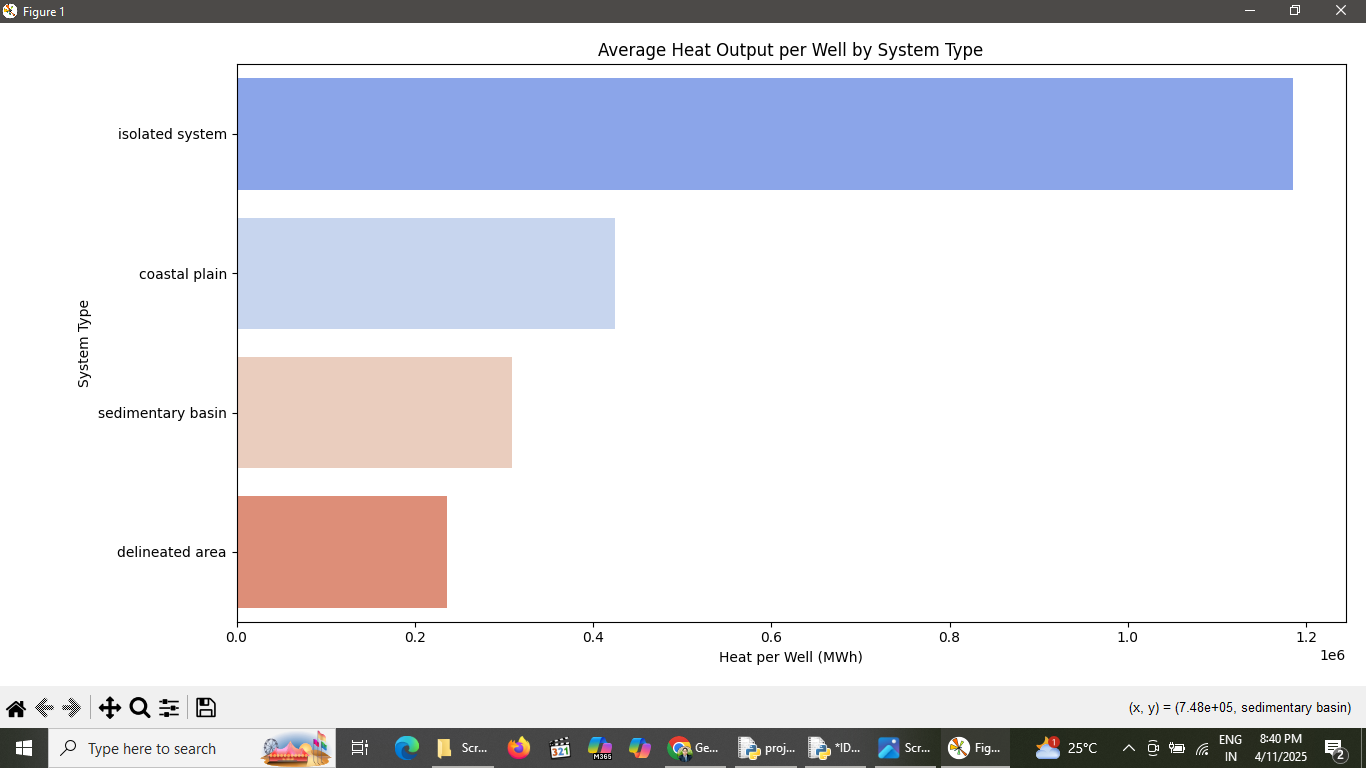 Figure 1
Average Heat Output per Well by System Type
isolated system
coastal plain
sedimentary basin
delineated area
System Type
0.0 0.2 0.4 0.6 0.8 1.0 1.2
1e6
Heat per Well (MWh)
(x, y) = (7.48e+05, sedimentary basin)
Type here to search
321
M365
Scr...
Ge...
proj...
*ID...
Scr...
Fig...
1
25°C
ENG
IN
8:40 PM
4/11/2025
2